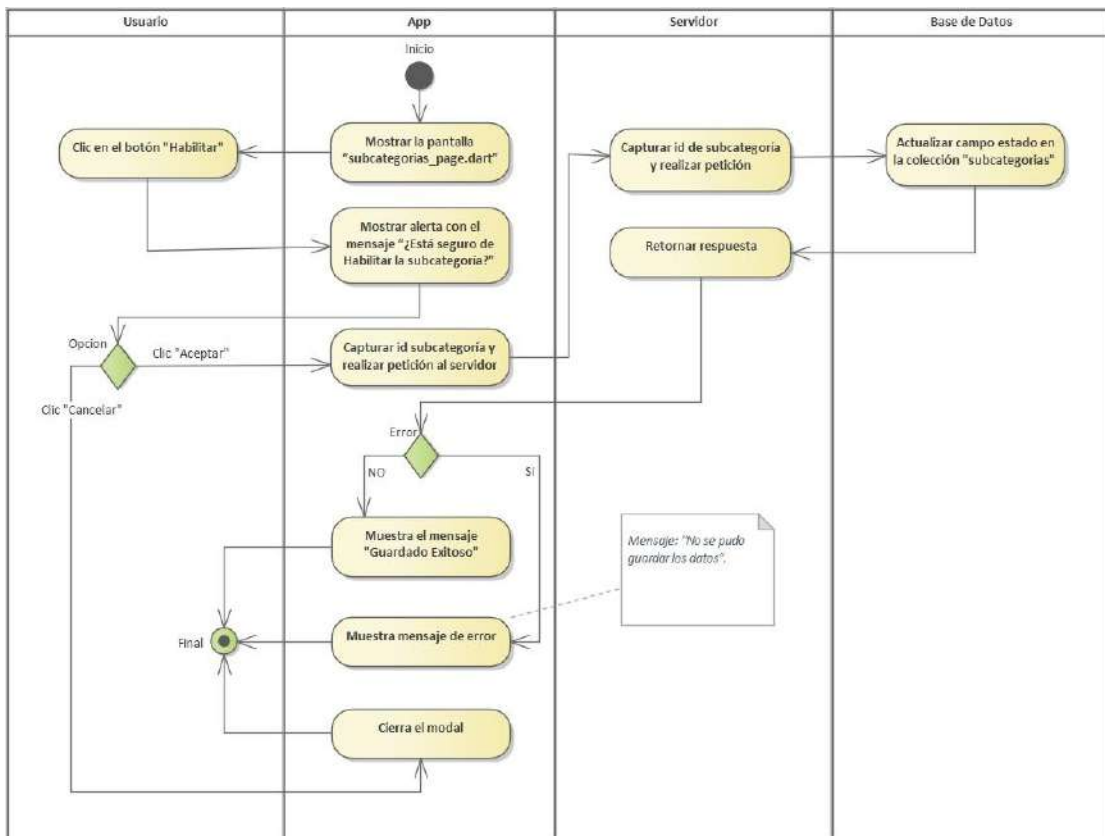 Usuario
App
Servidor
Base de Datos
Inicio
Clic en el botón "Habilitar"
Mostrar la pantalla
"subcategorias_page.dart"
Capturar id de subcategoría
y realizar petición
Actualizar campo estado en
la colección "subcategorias"
Mostrar alerta con el
mensaje "¿Está seguro de
Habilitar la subcategoría?"
Retornar respuesta
Opcion
Clic "Aceptar"
Capturar id subcategoría y
realizar petición al servidor
Clic "Cancelar"
Error
NO
Sí
Muestra el mensaje
"Guardado Exitoso"
Mensaje: "No se pudo
guardar los datos".
Final
Muestra mensaje de error
Cierra el modal